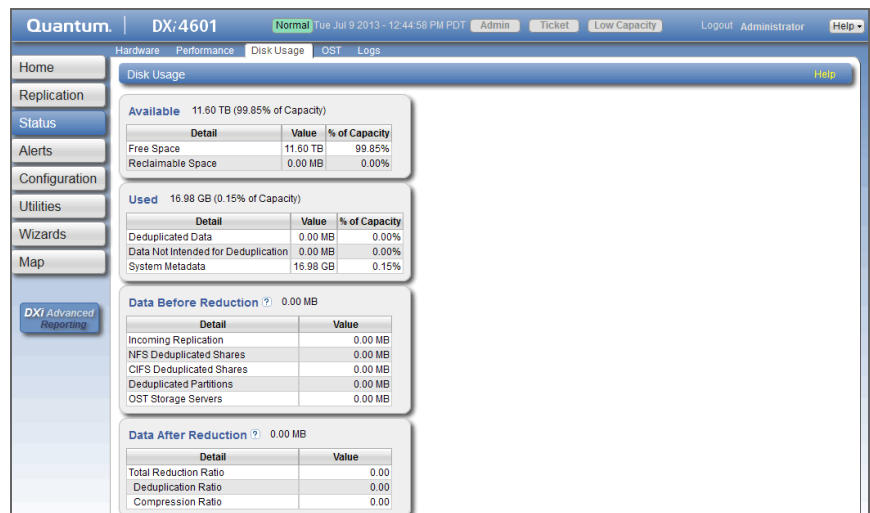 Quantum. DXi4601 Normal Tue Jul 9 2013 - 12:44:58 PM PDT Admin Ticket Low Capacity Logout Administrator Help
Hardware Performance Disk Usage OST Logs
Home
Replication
Status
Alerts
Configuration
Utilities
Wizards
Map
DXi Advanced
Reporting
Disk Usage Help
Available 11.60 TB (99.85% of Capacity)
Detail Value % of Capacity
Free Space 11.60 TB 99.85%
Reclaimable Space 0.00 MB 0.00%
Used 16.98 GB (0.15% of Capacity)
Detail Value % of Capacity
Deduplicated Data 0.00 MB 0.00%
Data Not Intended for Deduplication 0.00 MB 0.00%
System Metadata 16.98 GB 0.15%
Data Before Reduction ? 0.00 MB
Detail Value
Incoming Replication 0.00 MB
NFS Deduplicated Shares 0.00 MB
CIFS Deduplicated Shares 0.00 MB
Deduplicated Partitions 0.00 MB
OST Storage Servers 0.00 MB
Data After Reduction ? 0.00 MB
Detail Value
Total Reduction Ratio 0.00
Deduplication Ratio 0.00
Compression Ratio 0.00